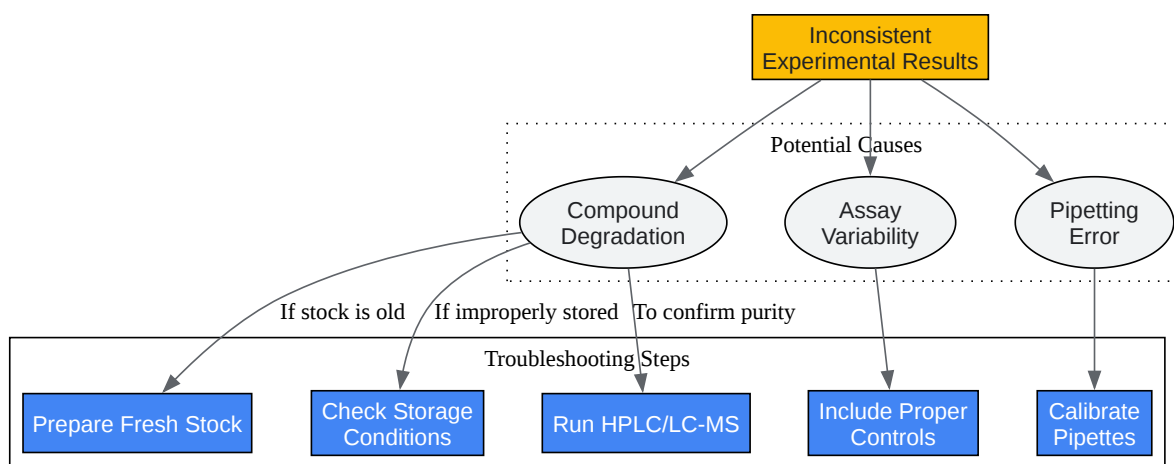 Inconsistent
Experimental Results
Potential Causes
Compound
Degradation
Assay
Variability
Pipetting
Error
If stock is old
If improperly stored
To confirm purity
Troubleshooting Steps
Prepare Fresh Stock
Check Storage
Conditions
Run HPLC/LC-MS
Include Proper
Controls
Calibrate
Pipettes